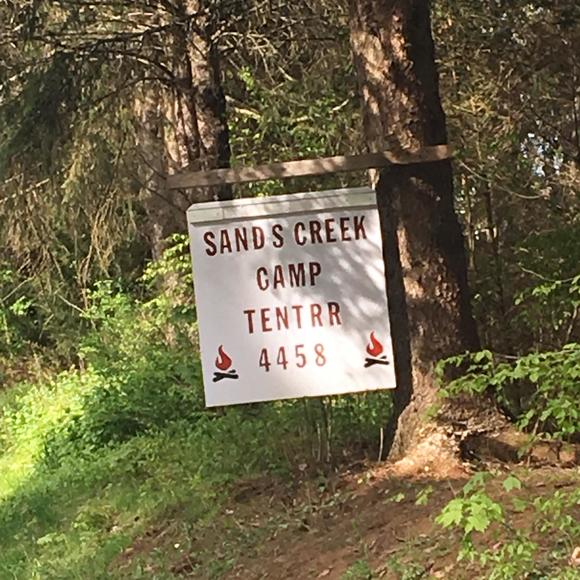 SANDS CREEK
CAMP
TENTRR
4458